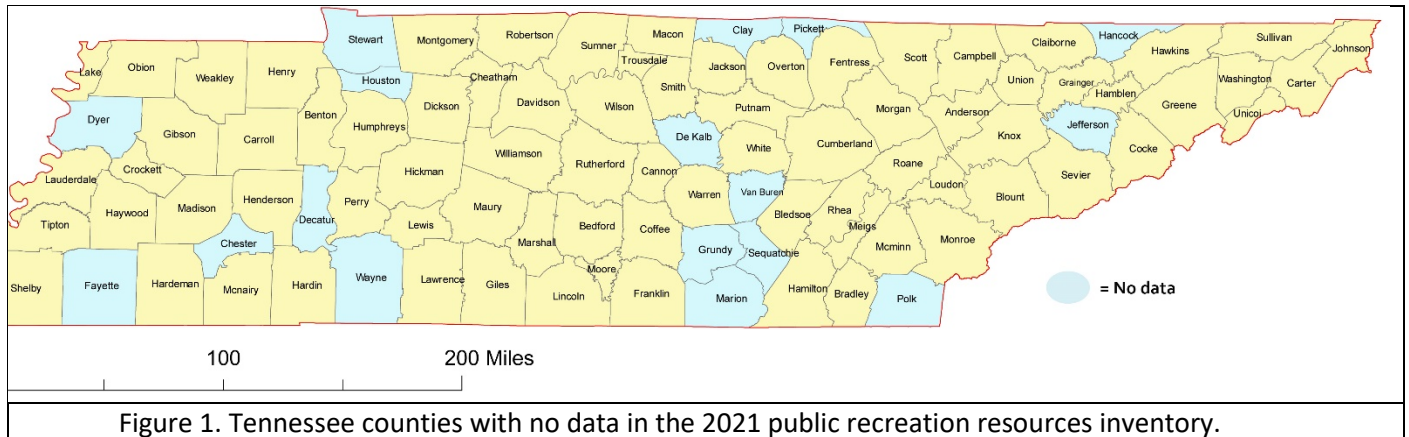 Stewart
Montgomery
Robertson
Sumner
Macon
Clay
Pickett
Hancock
Sullivan
Johnson
Lake
Obion
Weakley
Henry
Houston
Cheatham
Trousdale
Smith
Jackson
Overton
Fentress
Scott
Campbell
Claiborne
Union
Grainger
Hamblen
Hawkins
Washington
Carter
Unicoi
Greene
Dyer
Gibson
Carroll
Benton
Humphreys
Dickson
Davidson
Wilson
De Kalb
Putnam
White
Cumberland
Morgan
Anderson
Knox
Jefferson
Cocke
Sevier
Lauderdale
Crockett
Tipton
Haywood
Madison
Henderson
Decatur
Perry
Hickman
Lewis
Williamson
Maury
Rutherford
Cannon
Warren
Van Buren
Bledsoe
Rhea
Meigs
Roane
Loudon
Blount
Monroe
Mcminn
Shelby
Fayette
Hardeman
Chester
Mcnairy
Hardin
Wayne
Lawrence
Giles
Marshall
Bedford
Moore
Lincoln
Coffee
Franklin
Grundy
Sequatchie
Marion
Hamilton
Bradley
Polk
= No data
100
200 Miles
Figure 1. Tennessee counties with no data in the 2021 public recreation resources inventory.